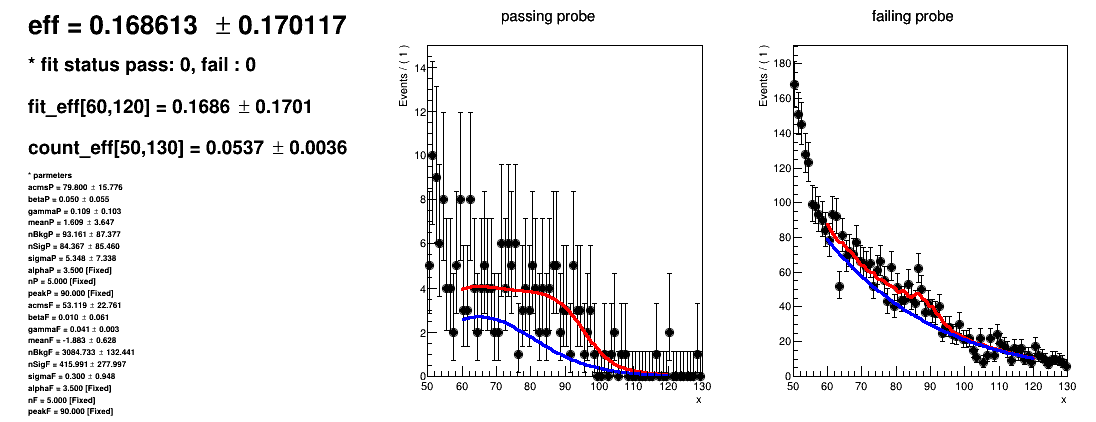 eff = 0.168613 ± 0.170117
* fit status pass: 0, fail : 0
fit_eff[60,120] = 0.1686 ± 0.1701
count_eff[50,130] = 0.0537 ± 0.0036
* parmeters
acmsP = 79.800 ± 15.776
betaP = 0.050 ± 0.055
gammaP = 0.109 ± 0.103
meanP = 1.609 ± 3.647
nBkgP = 93.161 ± 87.377
nSigP = 84.367 ± 85.460
sigmaP = 5.348 ± 7.338
alphaP = 3.500 [Fixed]
nP = 5.000 [Fixed]
peakP = 90.000 [Fixed]
acmsF = 53.119 ± 22.761
betaF = 0.010 ± 0.061
gammaF = 0.041 ± 0.003
meanF = -1.883 ± 0.628
nBkgF = 3084.733 ± 132.441
nSigF = 415.991 ± 277.997
sigmaF = 0.300 ± 0.948
alphaF = 3.500 [Fixed]
nF = 5.000 [Fixed]
peakF = 90.000 [Fixed]
passing probe
Events / ( 1 )
14
12
10
8
6
4
2
0
50 60 70 80 90 100 110 120 130
x
failing probe
Events / ( 1 )
180
160
140
120
100
80
60
40
20
0
50 60 70 80 90 100 110 120 130
x